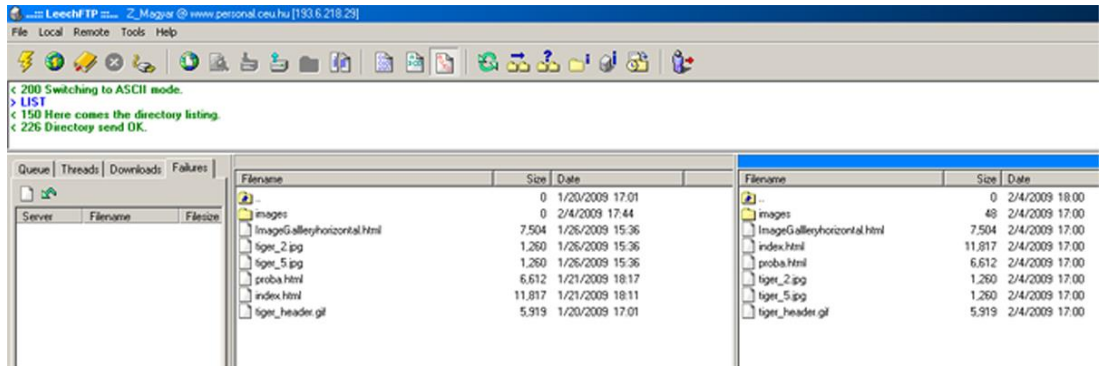 ...::: LeechFTP :::... Z_Magyar @ www.personal.ceu.hu [193.6.218.29]
File Local Remote Tools Help
< 200 Switching to ASCII mode.
> LIST
< 150 Here comes the directory listing.
< 226 Directory send OK.
Queue Threads Downloads Failures
Server Filename Filesize
Filename Size Date
.. 0 1/20/2009 17:01
images 0 2/4/2009 17:44
ImageGallleryhorizontal.html 7,504 1/26/2009 15:36
tiger_2.jpg 1,260 1/26/2009 15:36
tiger_5.jpg 1,260 1/26/2009 15:36
proba.html 6,612 1/21/2009 18:17
index.html 11,817 1/21/2009 18:11
tiger_header.gif 5,919 1/20/2009 17:01
Filename Size Date
.. 0 2/4/2009 18:00
images 48 2/4/2009 17:00
ImageGallleryhorizontal.html 7,504 2/4/2009 17:00
index.html 11,817 2/4/2009 17:00
proba.html 6,612 2/4/2009 17:00
tiger_2.jpg 1,260 2/4/2009 17:00
tiger_5.jpg 1,260 2/4/2009 17:00
tiger_header.gif 5,919 2/4/2009 17:00